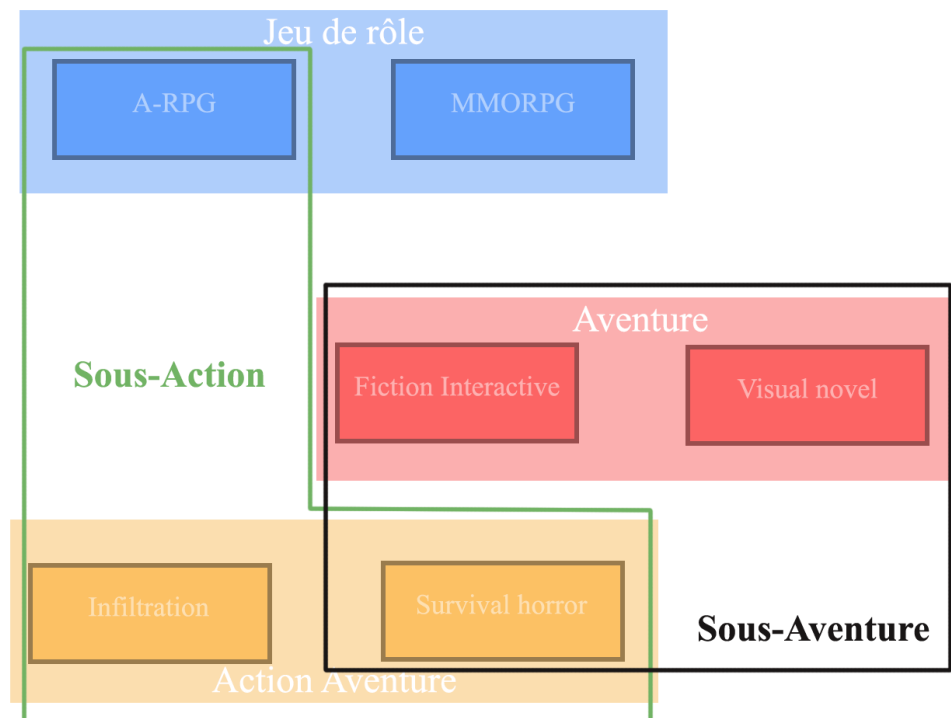 Jeu de rôle
A-RPG
MMORPG
Aventure
Sous-Action
Fiction Interactive
Visual novel
Infiltration
Survival horror
Sous-Aventure
Action Aventure